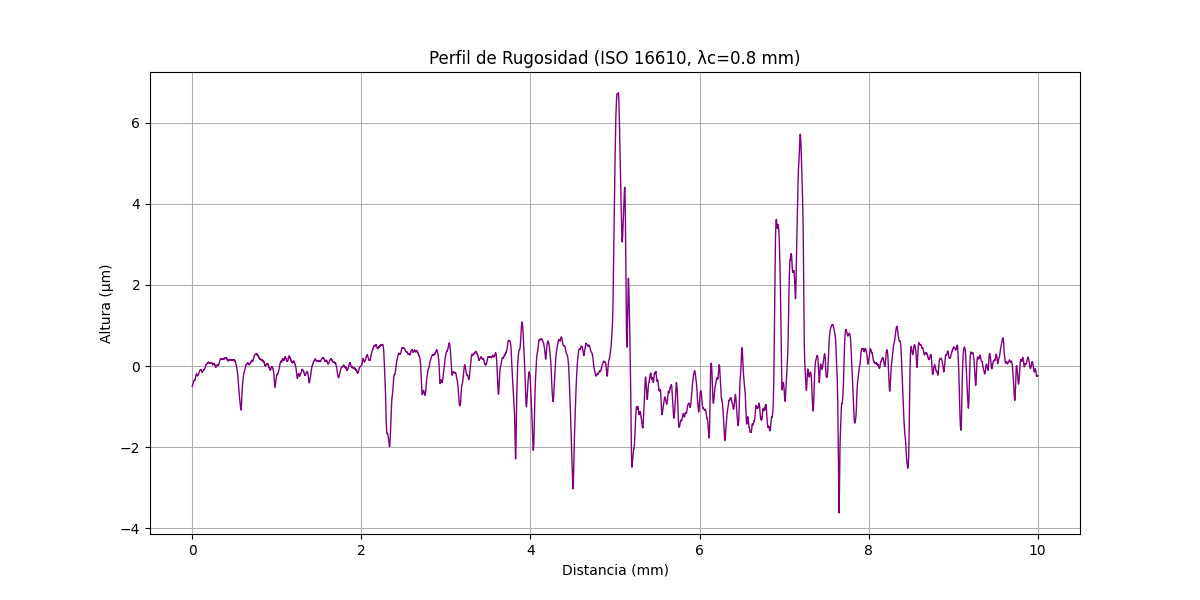 Perfil de Rugosidad (ISO 16610, λc=0.8 mm)
Altura (μm)
6
4
2
0
−2
−4
0 2 4 6 8 10
Distancia (mm)